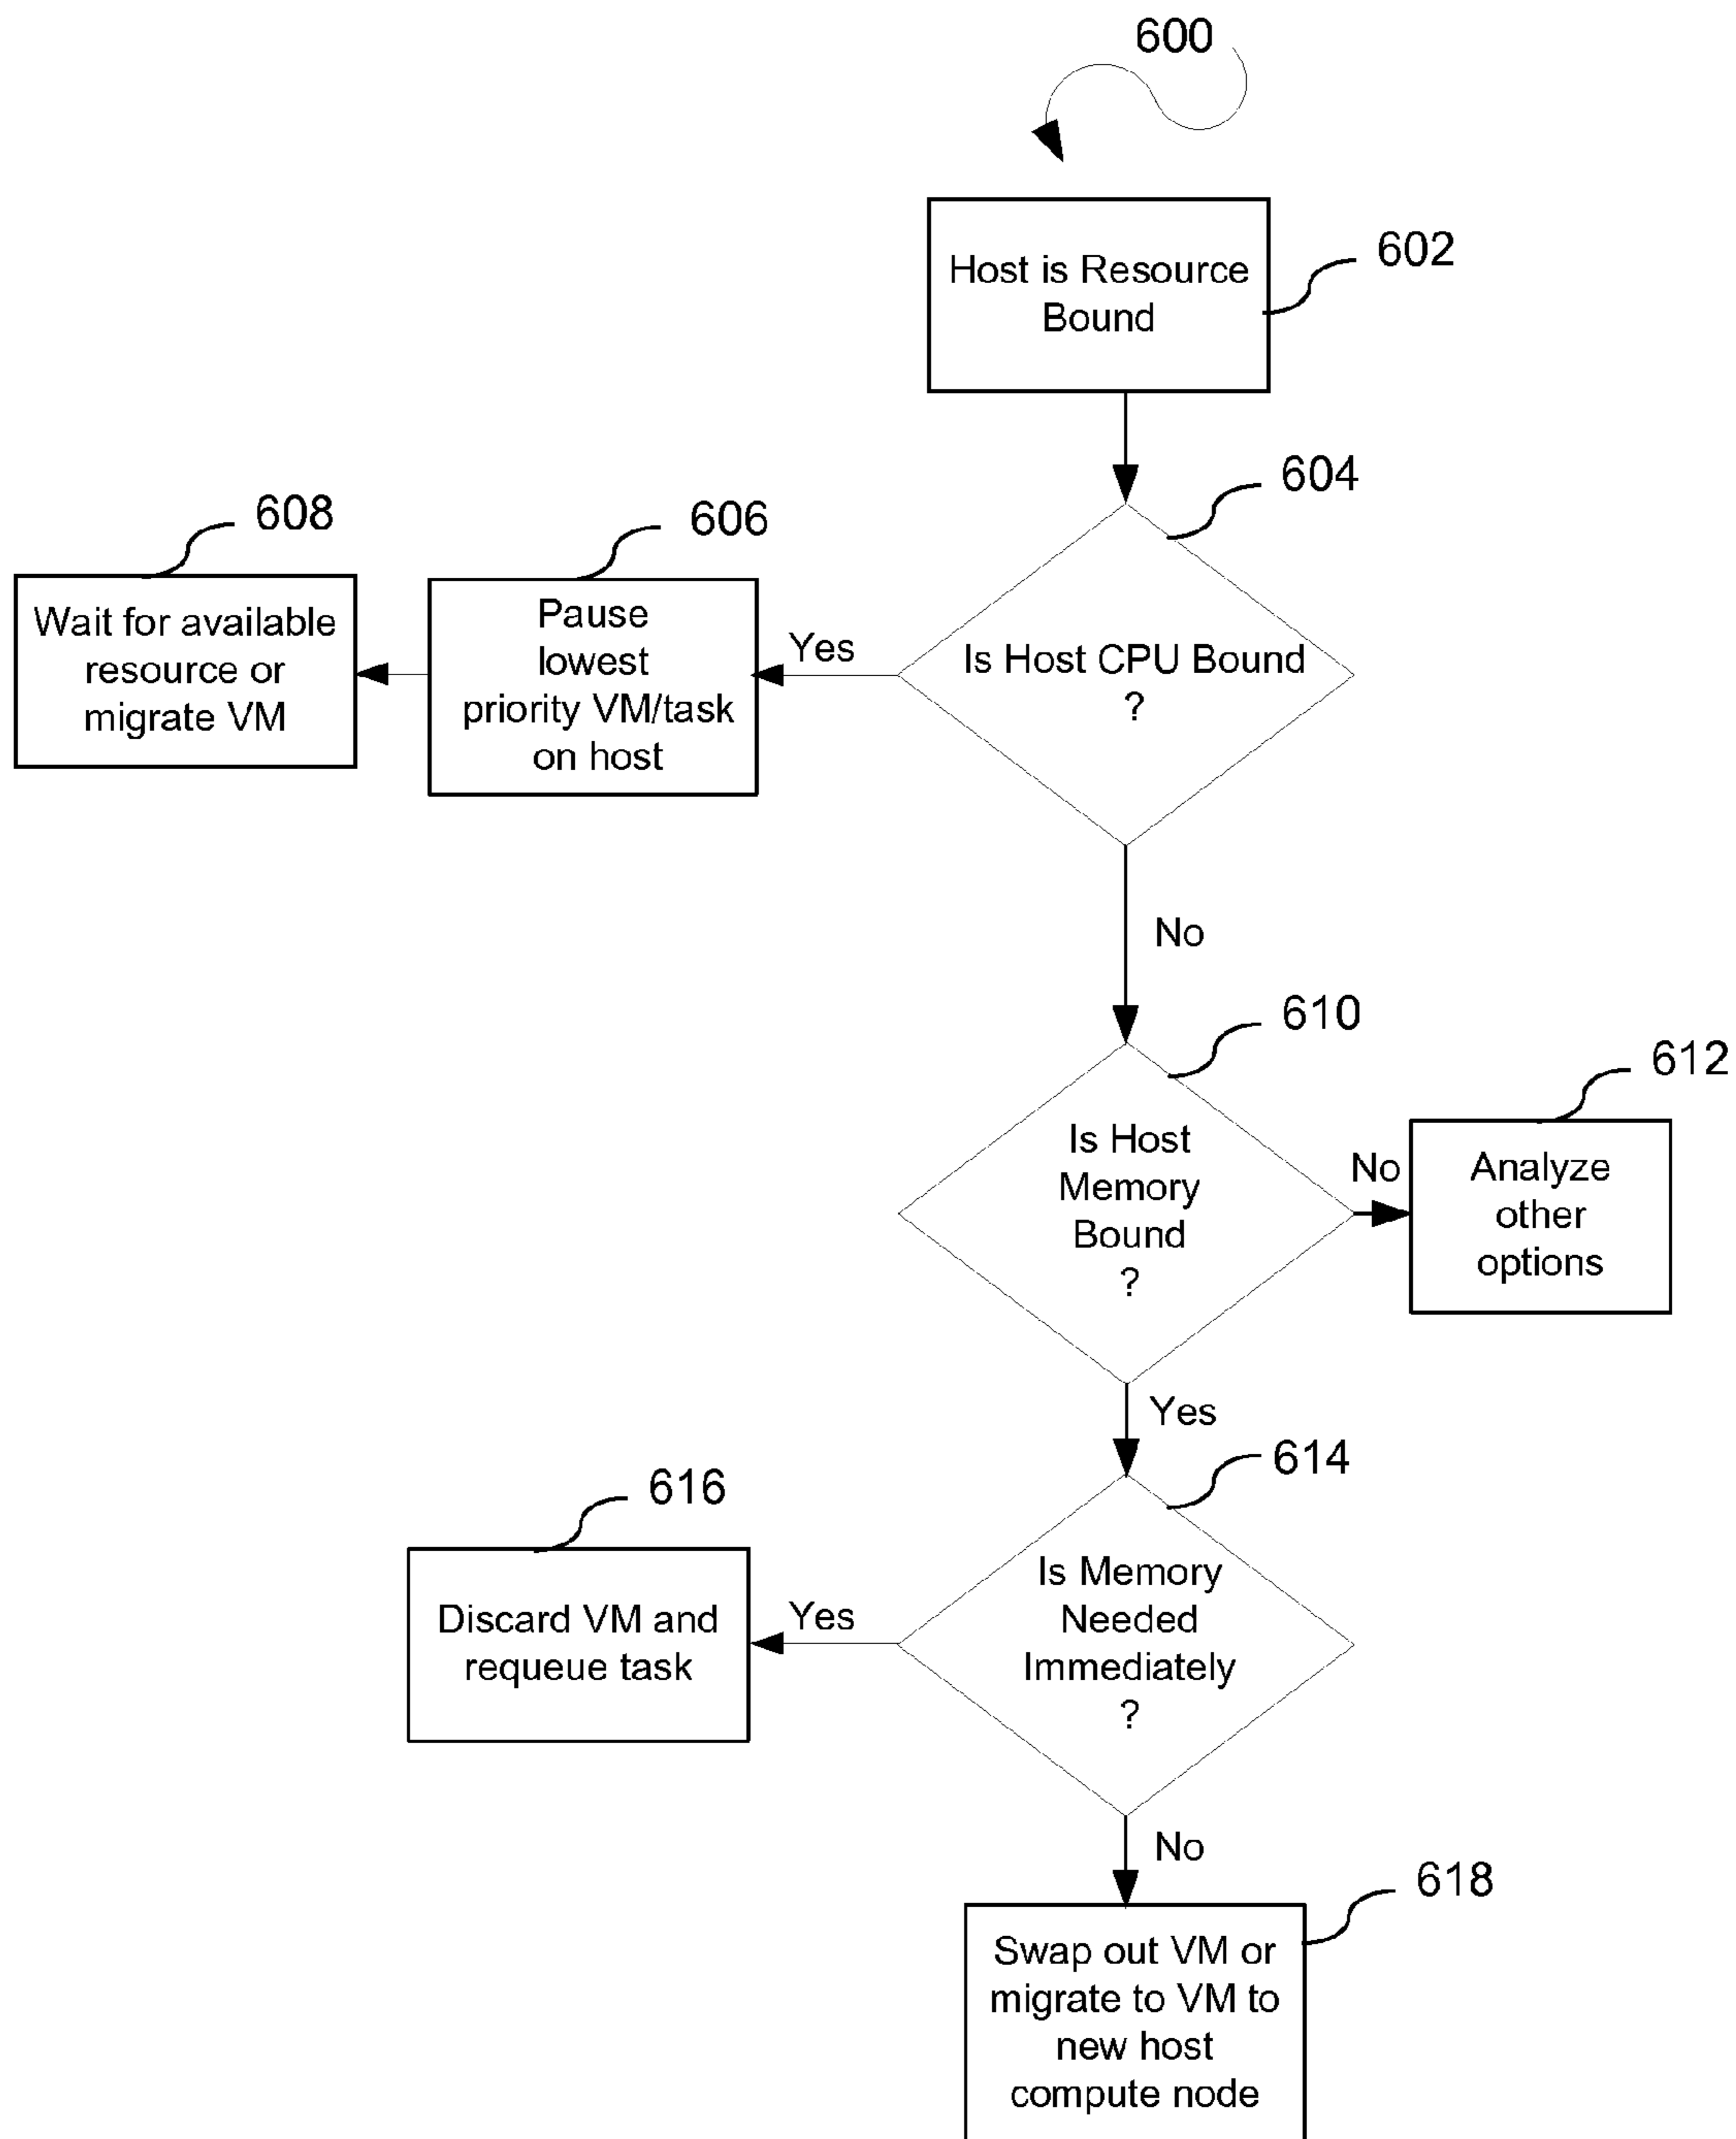 600
Host is Resource
Bound
602
604
Is Host CPU Bound
?
Yes
606
Pause
lowest
priority VM/task
on host
608
Wait for available
resource or
migrate VM
No
610
Is Host
Memory
Bound
?
No
612
Analyze
other
options
Yes
614
Is Memory
Needed
Immediately
?
Yes
616
Discard VM and
requeue task
No
618
Swap out VM or
migrate to VM to
new host
compute node